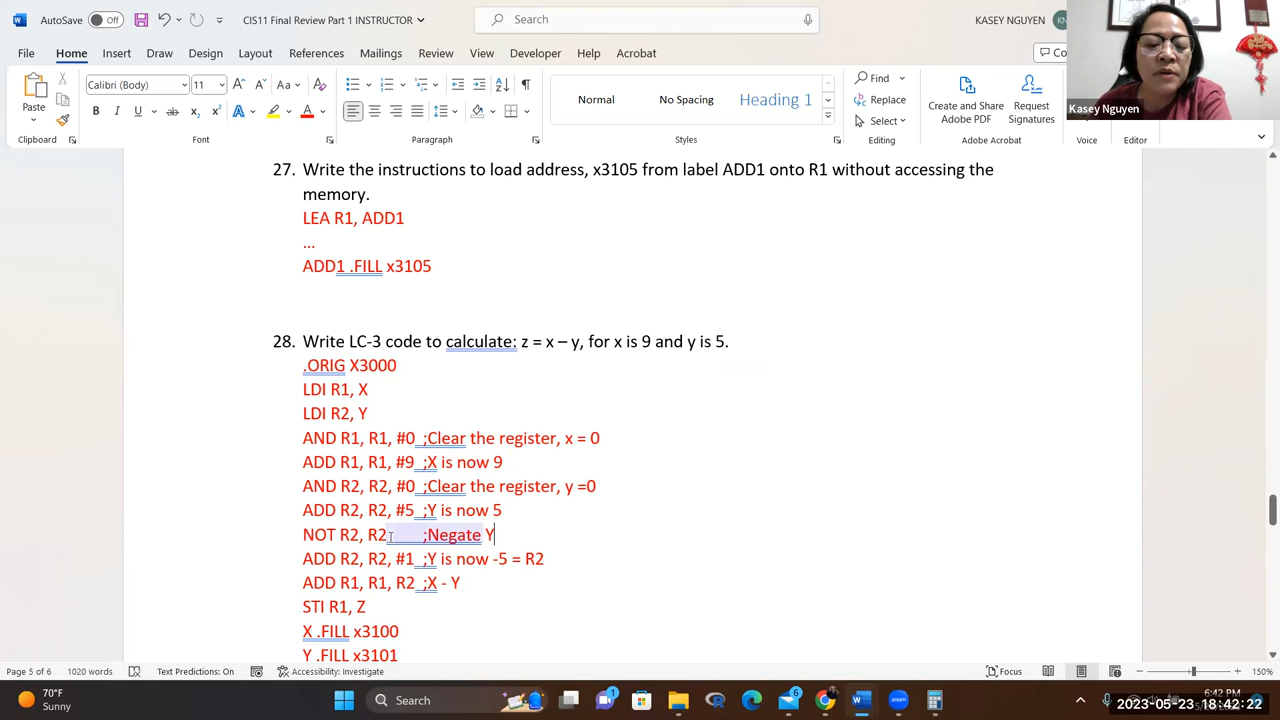 AutoSave Off CIS11 Final Review Part 1 INSTRUCTOR Search KASEY NGUYEN KN
File Home Insert Draw Design Layout References Mailings Review View Developer Help Acrobat Co
Paste Calibri (Body) 11 Normal No Spacing Heading 1 Find Replace Select Create and Share Adobe PDF Request Signatures
Clipboard Font Paragraph Styles Editing Adobe Acrobat Voice Editor
Kasey Nguyen
27. Write the instructions to load address, x3105 from label ADD1 onto R1 without accessing the
memory.
LEA R1, ADD1
...
ADD1 .FILL x3105
28. Write LC-3 code to calculate: z = x – y, for x is 9 and y is 5.
.ORIG X3000
LDI R1, X
LDI R2, Y
AND R1, R1, #0 ;Clear the register, x = 0
ADD R1, R1, #9 ;X is now 9
AND R2, R2, #0 ;Clear the register, y =0
ADD R2, R2, #5 ;Y is now 5
NOT R2, R2 ;Negate Y
ADD R2, R2, #1 ;Y is now -5 = R2
ADD R1, R1, R2 ;X - Y
STI R1, Z
X .FILL x3100
Y .FILL x3101
Page 5 of 6 1020 words Text Predictions: On Accessibility: Investigate Focus 150%
70°F
Sunny
Search
6:42 PM
2023-05-23 18:42:22